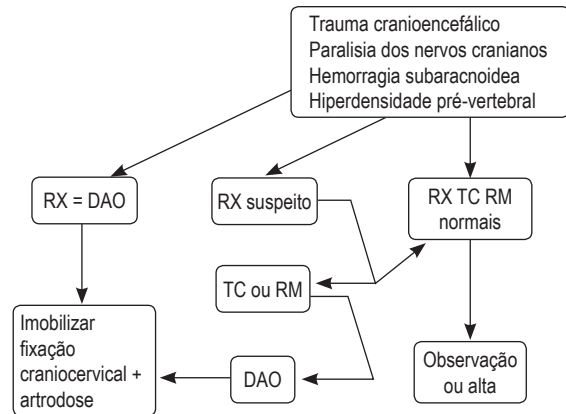 Trauma cranioencefálico
Paralisia dos nervos cranianos
Hemorragia subaracnoidea
Hiperdensidade pré-vertebral
RX = DAO
RX suspeito
RX TC RM
normais
TC ou RM
Imobilizar
fixação
craniocervical +
artrodose
DAO
Observação
ou alta